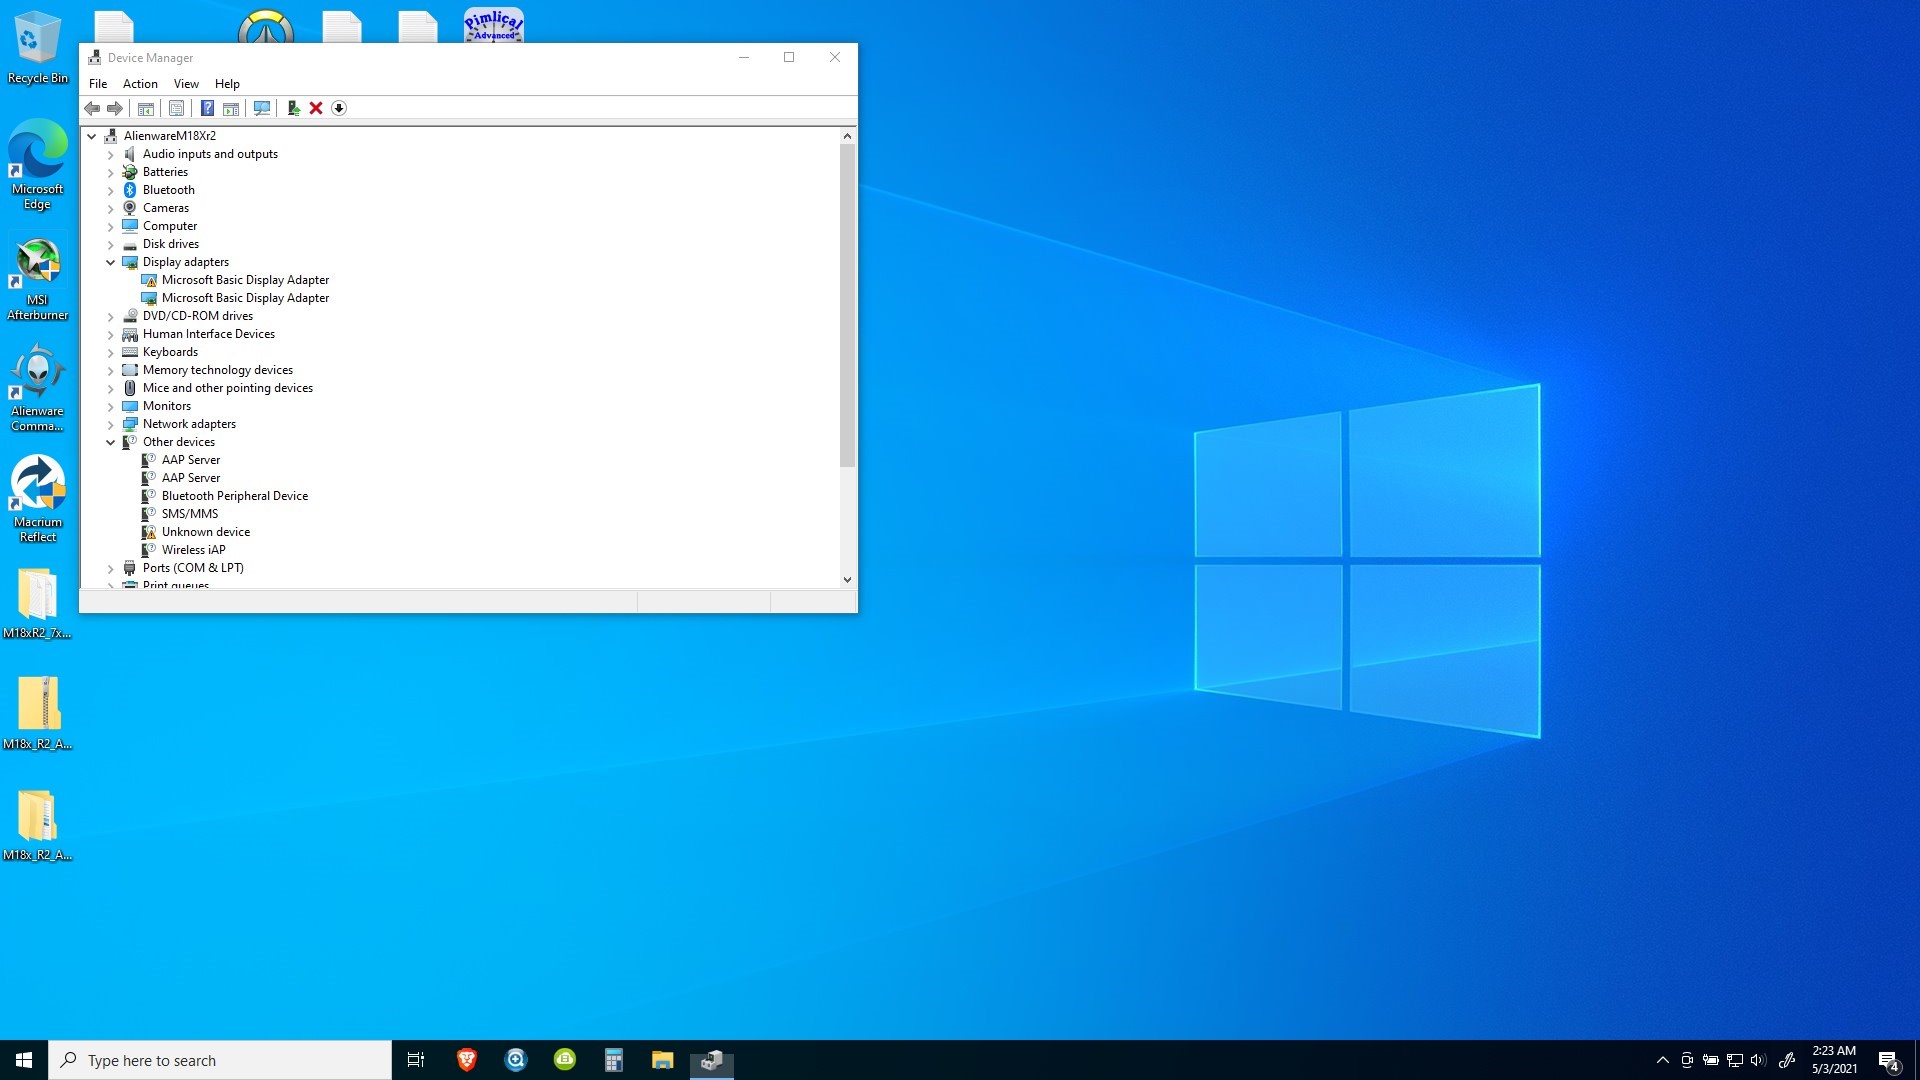 Recycle Bin
Microsoft
Edge
MSI
Afterburner
Alienware
Comma...
Macrium
Reflect
M18xR2_7x...
M18x_R2_A...
M18x_R2_A...
Pimlical
Advanced
Device Manager
File Action View Help
AlienwareM18Xr2
Audio inputs and outputs
Batteries
Bluetooth
Cameras
Computer
Disk drives
Display adapters
Microsoft Basic Display Adapter
Microsoft Basic Display Adapter
DVD/CD-ROM drives
Human Interface Devices
Keyboards
Memory technology devices
Mice and other pointing devices
Monitors
Network adapters
Other devices
AAP Server
AAP Server
Bluetooth Peripheral Device
SMS/MMS
Unknown device
Wireless iAP
Ports (COM & LPT)
Print queues
Type here to search
2:23 AM
5/3/2021
4